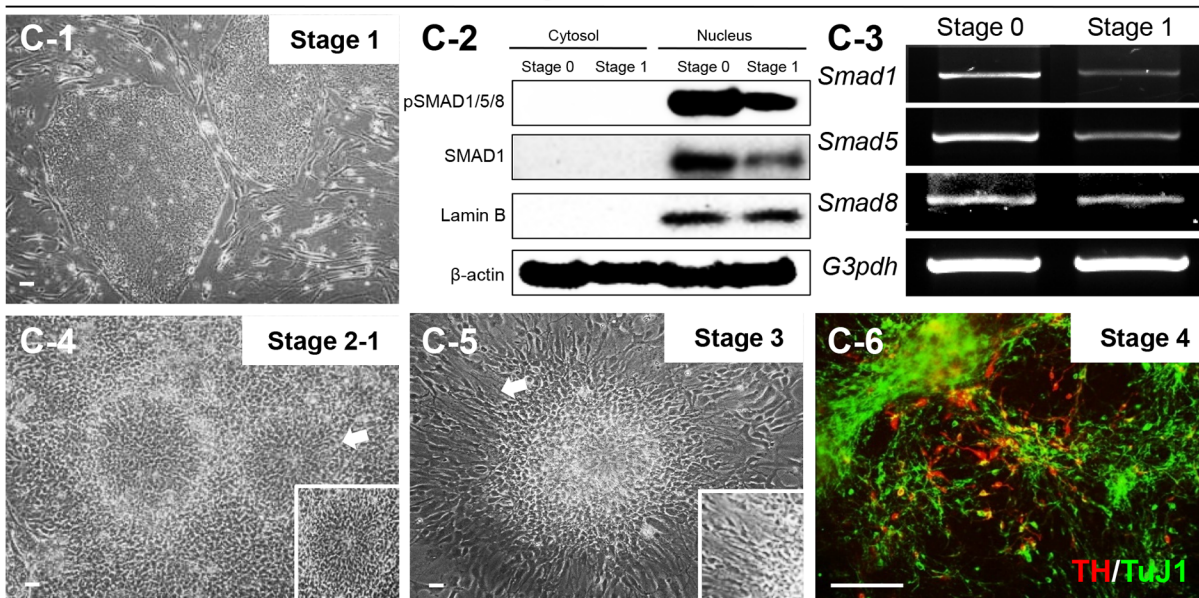 C-1
Stage 1
C-2
Cytosol Nucleus
Stage 0 Stage 1 Stage 0 Stage 1
pSMAD1/5/8
SMAD1
Lamin B
β-actin
C-3
Stage 0 Stage 1
Smad1
Smad5
Smad8
G3pdh
C-4
Stage 2-1
C-5
Stage 3
C-6
Stage 4
TH/TuJ1